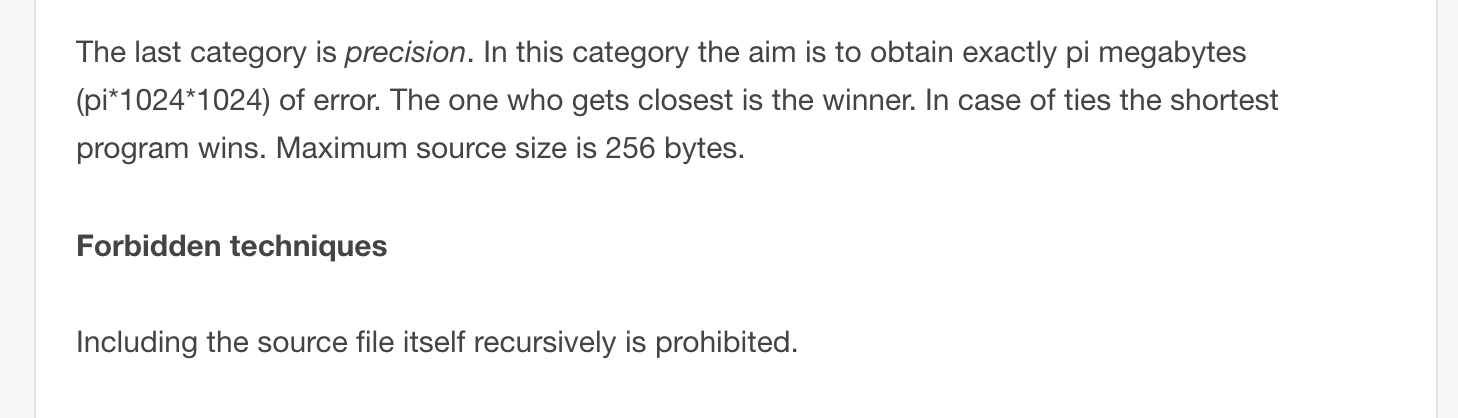 The last category is precision. In this category the aim is to obtain exactly pi megabytes
(pi*1024*1024) of error. The one who gets closest is the winner. In case of ties the shortest
program wins. Maximum source size is 256 bytes.
Forbidden techniques
Including the source file itself recursively is prohibited.